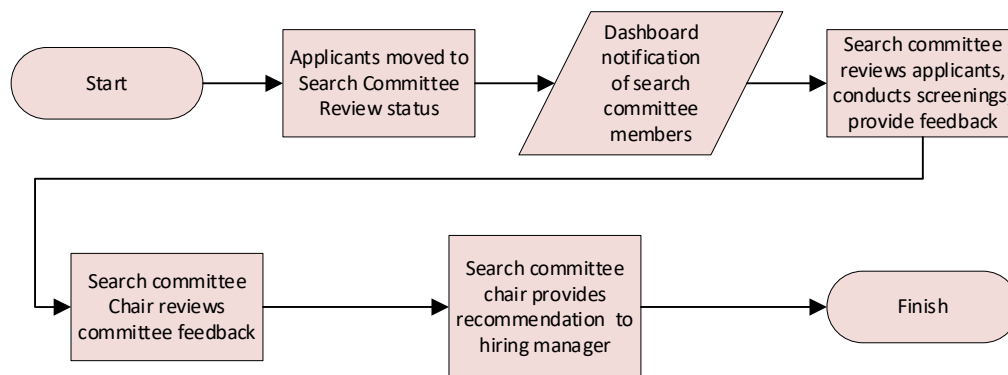 Start
Applicants moved to
Search Committee
Review status
Dashboard
notification
of search
committee
members
Search committee
reviews applicants,
conducts screenings,
provide feedback
Search committee
Chair reviews
committee feedback
Search committee
chair provides
recommendation to
hiring manager
Finish